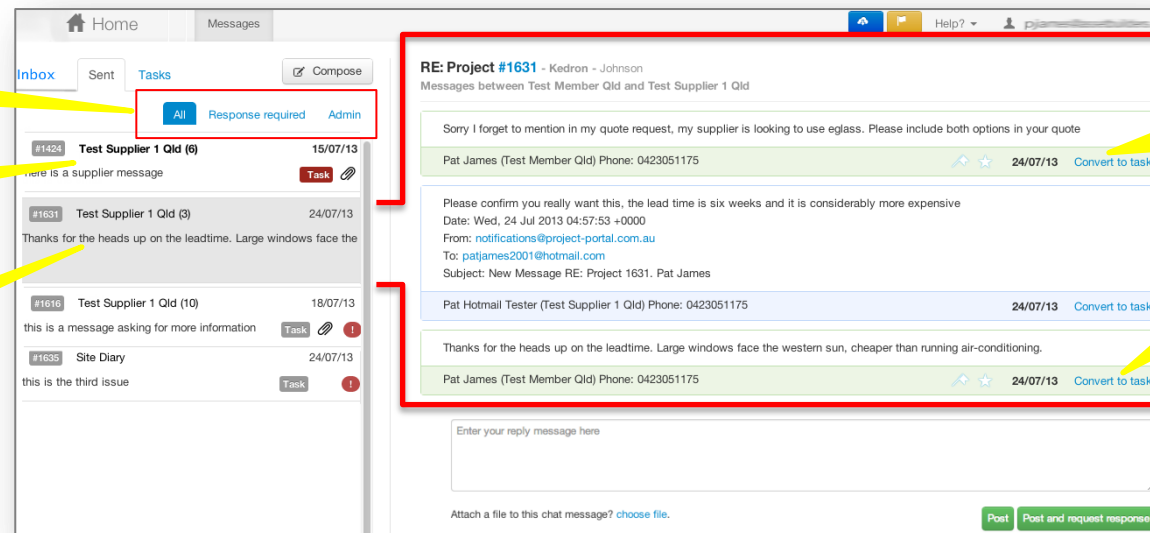 Home
Messages
Help?
Inbox
Sent
Tasks
Compose
All
Response required
Admin
#1424 Test Supplier 1 Qld (6) 15/07/13
here is a supplier message Task
#1631 Test Supplier 1 Qld (3) 24/07/13
Thanks for the heads up on the leadtime. Large windows face the
#1616 Test Supplier 1 Qld (10) 18/07/13
this is a message asking for more information Task !
#1635 Site Diary 24/07/13
this is the third issue Task !
RE: Project #1631 - Kedron - Johnson
Messages between Test Member Qld and Test Supplier 1 Qld
Sorry I forget to mention in my quote request, my supplier is looking to use eglass. Please include both options in your quote
Pat James (Test Member Qld) Phone: 0423051175 24/07/13 Convert to task
Please confirm you really want this, the lead time is six weeks and it is considerably more expensive
Date: Wed, 24 Jul 2013 04:57:53 +0000
From: notifications@project-portal.com.au
To: patjames2001@hotmail.com
Subject: New Message RE: Project 1631. Pat James
Pat Hotmail Tester (Test Supplier 1 Qld) Phone: 0423051175 24/07/13 Convert to task
Thanks for the heads up on the leadtime. Large windows face the western sun, cheaper than running air-conditioning.
Pat James (Test Member Qld) Phone: 0423051175 24/07/13 Convert to task
Enter your reply message here
Attach a file to this chat message? choose file.
Post
Post and request response